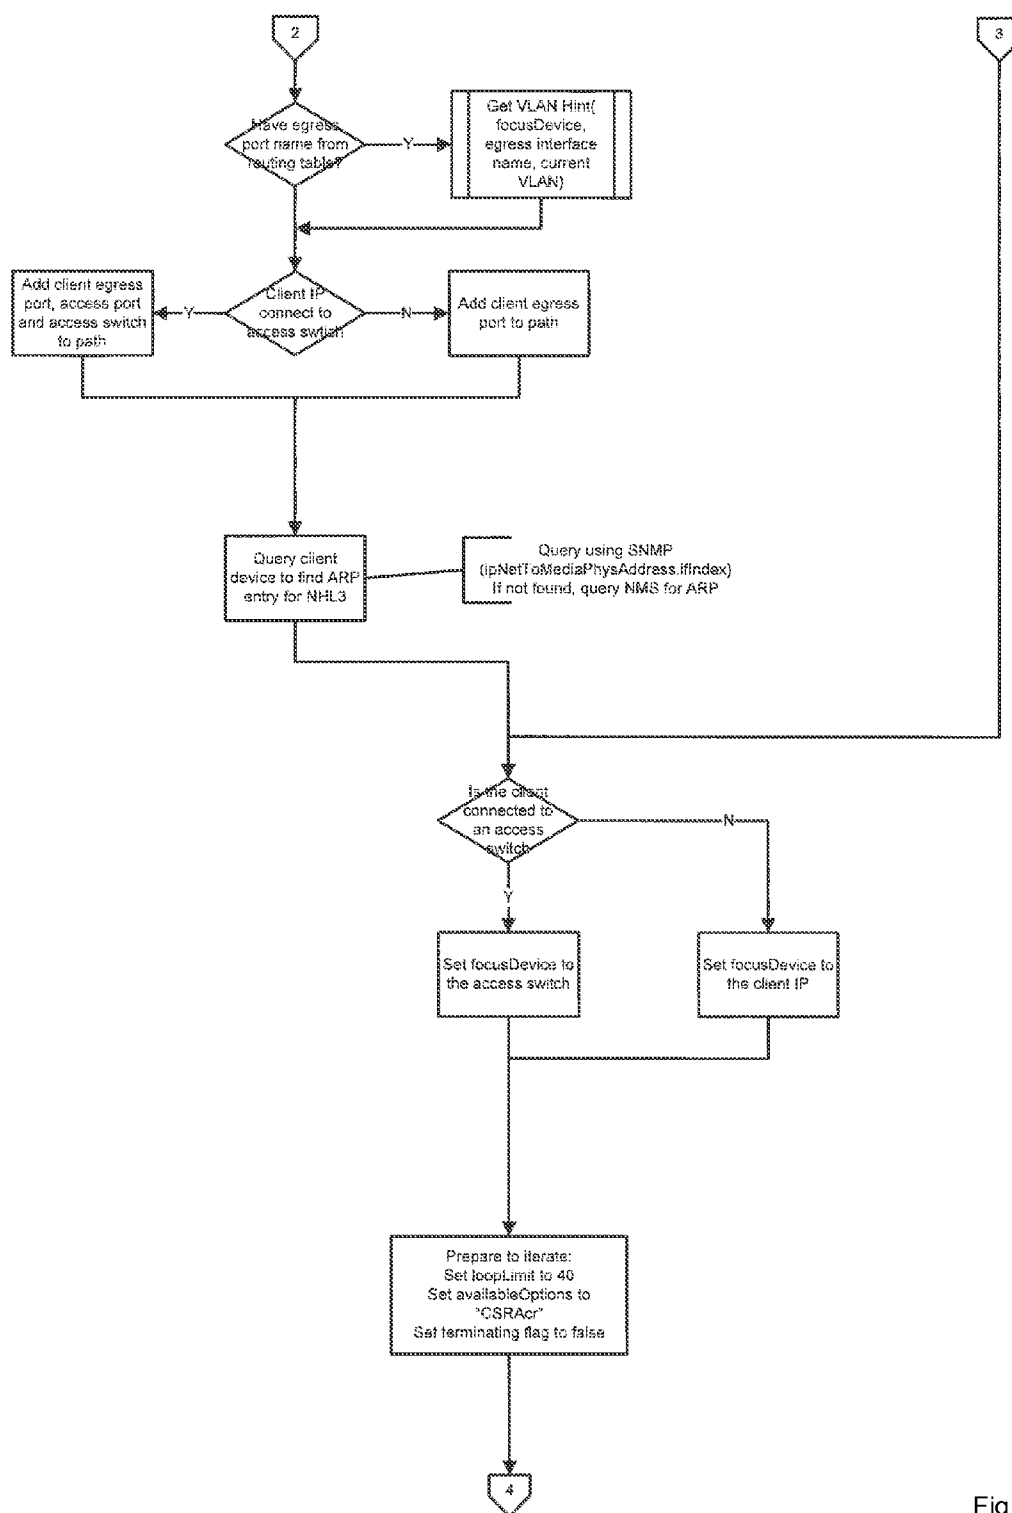 2
3
Have egress
port name from
routing table?
Y
Get VLAN Hint(
focusDevice,
egress interface
name, current
VLAN)
Add client egress
port, access port
and access switch
to path
Y
Client IP
connect to
access swtich
N
Add client egress
port to path
Query client
device to find ARP
entry for NHL3
Query using SNMP
(ipNetToMediaPhysAddress.ifIndex)
If not found, query NMS for ARP
Is the client
connected to
an access
switch
N
Y
Set focusDevice to
the access switch
Set focusDevice to
the client IP
Prepare to iterate:
Set loopLimit to 40
Set availableOptions to
"CSRAcr"
Set terminating flag to false
4
Fig